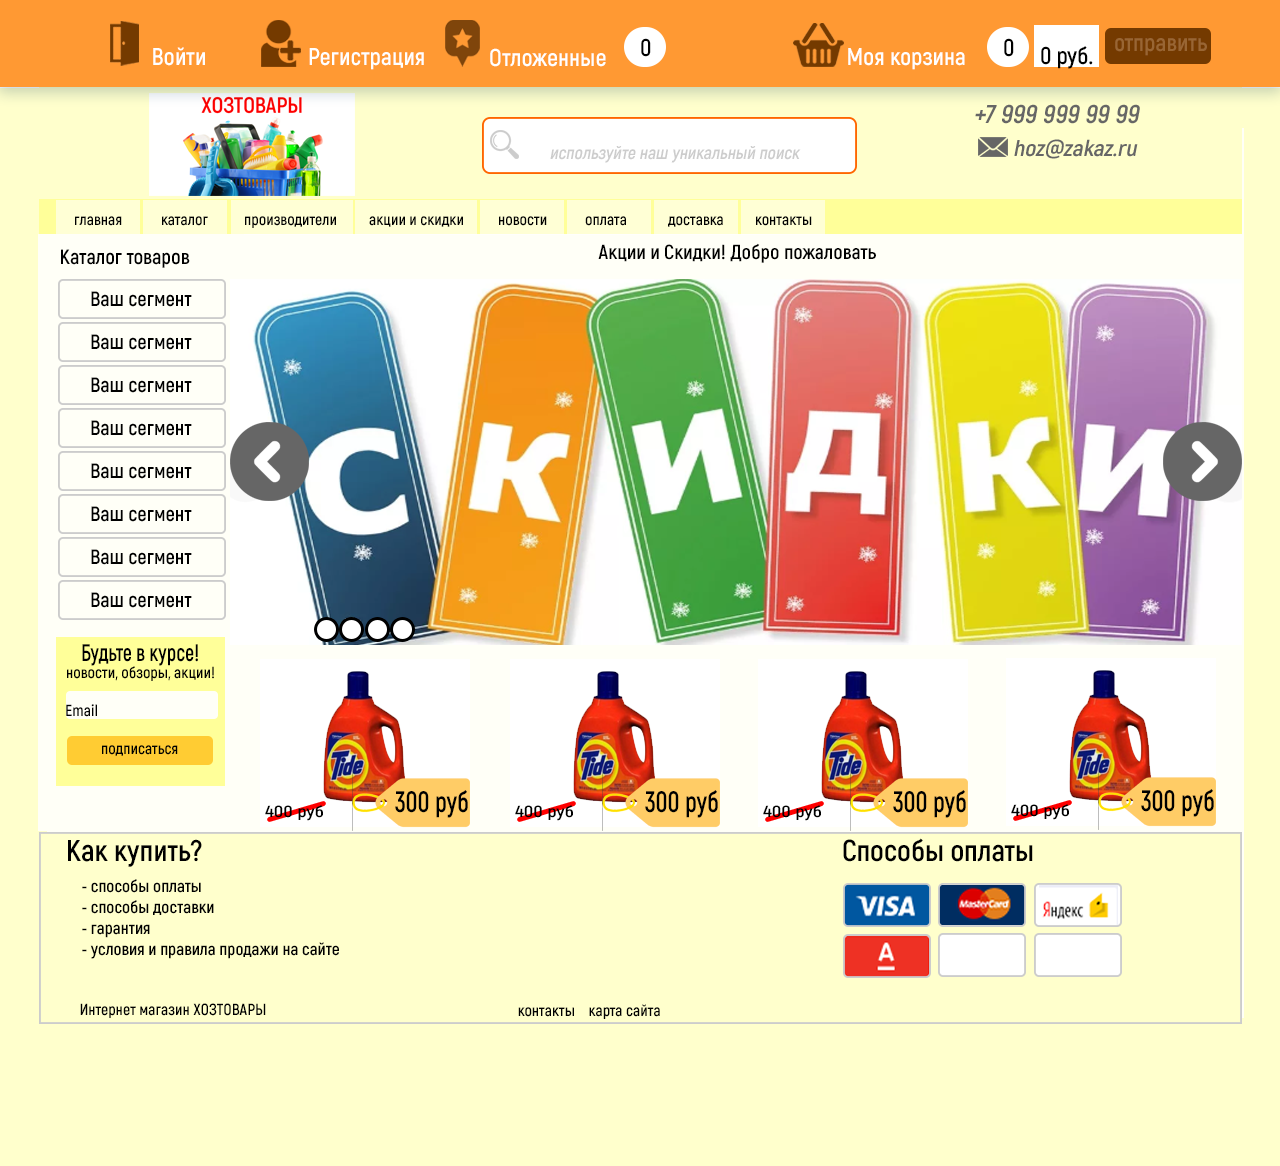 Войти Регистрация Отложенные 0 Моя корзина 0 0 руб. отправить
ХОЗТОВАРЫ
используйте наш уникальный поиск
+7 999 999 99 99
hoz@zakaz.ru
главная каталог производители акции и скидки новости оплата доставка контакты
Каталог товаров
Акции и Скидки! Добро пожаловать
Ваш сегмент
Ваш сегмент
Ваш сегмент
Ваш сегмент
Ваш сегмент
Ваш сегмент
Ваш сегмент
Ваш сегмент
СКИДКИ
Будьте в курсе!
новости, обзоры, акции!
Email
подписаться
Tide
400 руб 300 руб
Tide
400 руб 300 руб
Tide
400 руб 300 руб
Tide
400 руб 300 руб
Как купить?
- способы оплаты
- способы доставки
- гарантия
- условия и правила продажи на сайте
Способы оплаты
VISA MasterCard Яндекс
А
Интернет магазин ХОЗТОВАРЫ контакты карта сайта